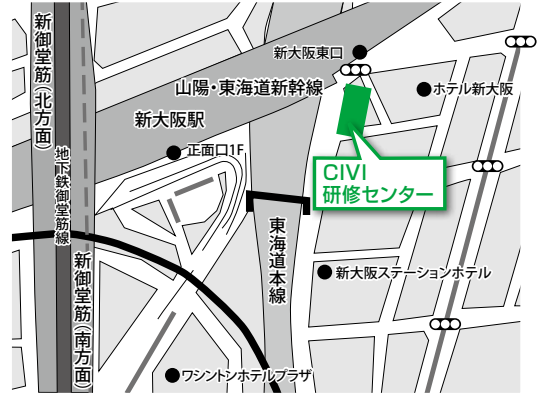 新御堂筋(北方面)
新大阪東口
山陽・東海道新幹線
ホテル新大阪
新大阪駅
正面口1F
地下鉄御堂筋線
CIVI
研修センター
東海道本線
新御堂筋(南方面)
新大阪ステーションホテル
ワシントンホテルプラザ